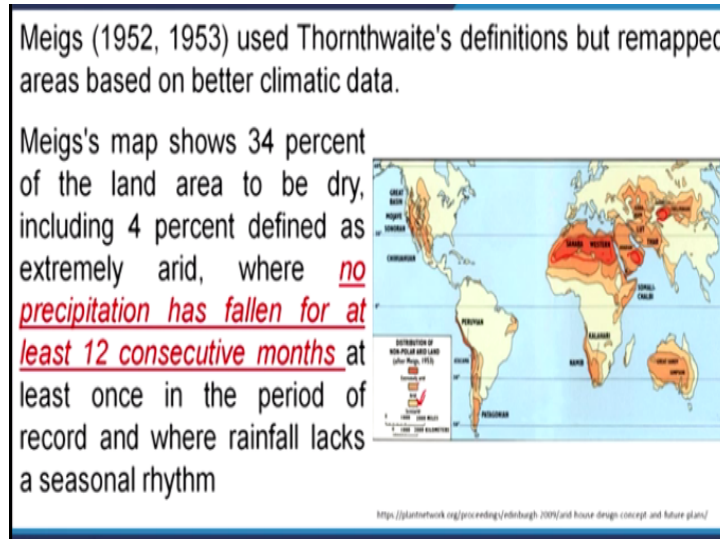 Meigs (1952, 1953) used Thornthwaite's definitions but remapped
areas based on better climatic data.
Meigs's map shows 34 percent
of the land area to be dry,
including 4 percent defined as
extremely arid, where no
precipitation has fallen for at
least 12 consecutive months at
least once in the period of
record and where rainfall lacks
a seasonal rhythm
GREAT
BASIN
MOJAVE
SONORAN
CHIHUAHUAN
PERUVIAN
PATAGONIAN
SAHARA WESTERN
THAR
SOMALI-
CHALBI
KALAHARI
NAMIB
DISTRIBUTION OF
NON-POLAR ARID LAND
(after Meigs, 1953)
Extremely arid
Arid
Semiarid
https://plantnetwork.org/proceedings/edinburgh-2009/arid-house-design-concept-and-future-plans/